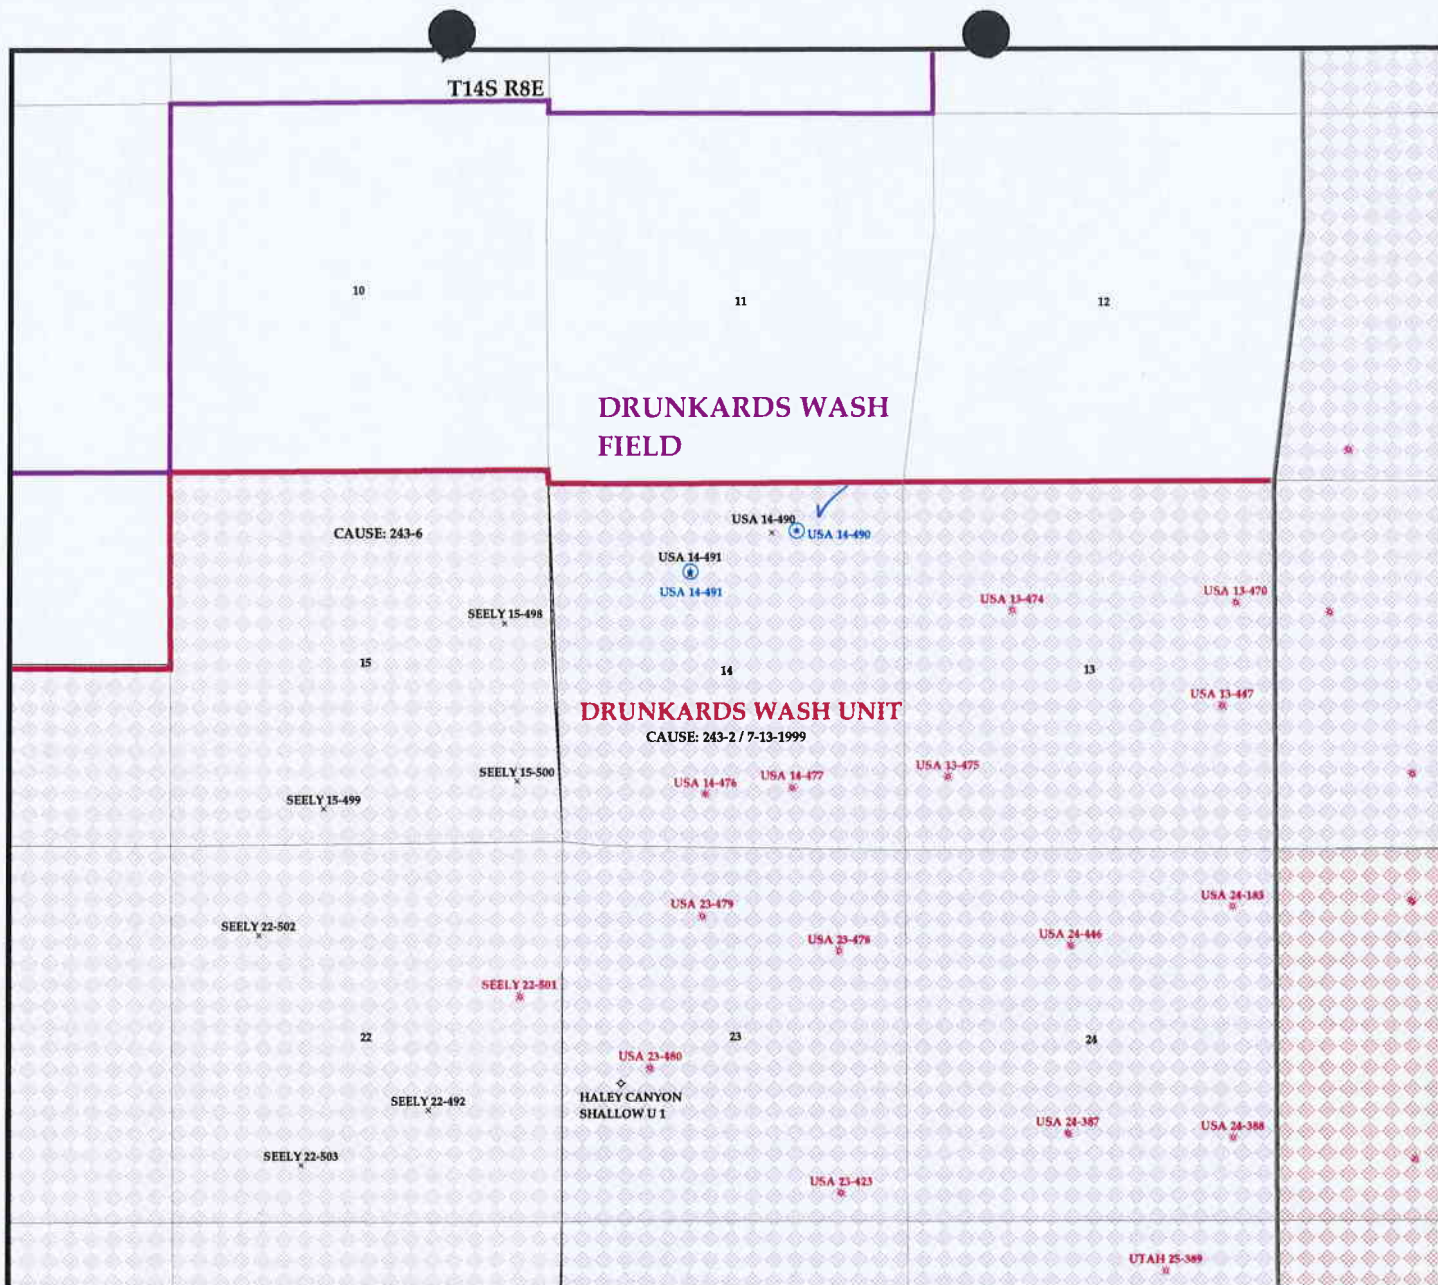 T14S R8E
10
11
12
DRUNKARDS WASH
FIELD
CAUSE: 243-6
USA 14-490
USA 14-490
USA 14-491
USA 14-491
SEELY 15-498
USA 13-474
USA 13-470
15
14
13
USA 13-447
DRUNKARDS WASH UNIT
CAUSE: 243-2 / 7-13-1999
SEELY 15-500
SEELY 15-499
USA 14-476
USA 14-477
USA 13-475
USA 23-479
USA 24-185
SEELY 22-502
USA 23-478
USA 24-446
SEELY 22-501
22
23
24
USA 23-480
HALEY CANYON
SHALLOW U 1
SEELY 22-492
USA 24-387
USA 24-388
SEELY 22-503
USA 23-423
UTAH 25-389